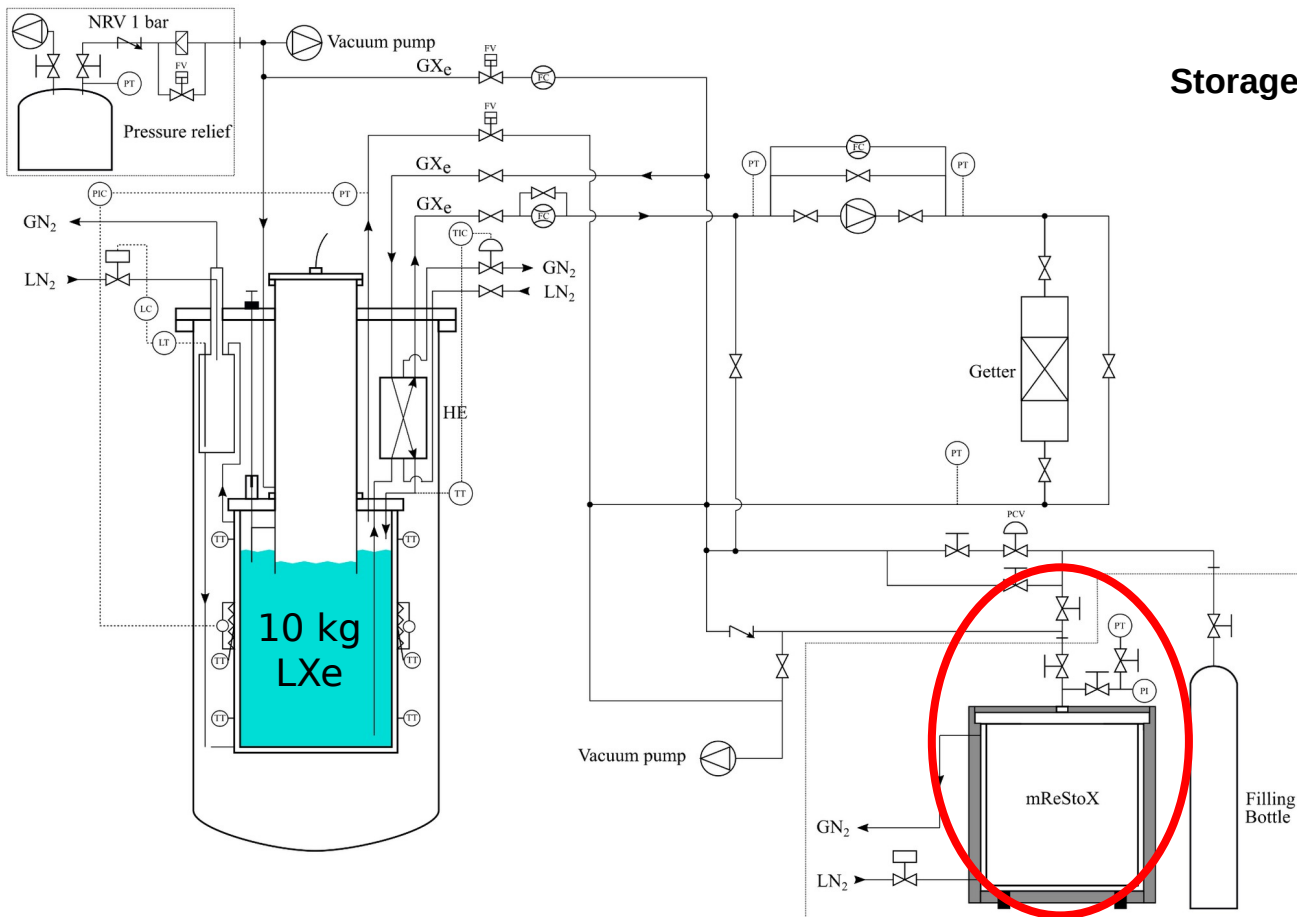 NRV 1 bar
FV
PT
Pressure relief
Vacuum pump
GXe
FV
FC
Storage
FV
PIC
PT
GXe
GXe
FC
PT
FC
PT
GN2
LN2
TIC
GN2
LN2
LC
LT
HE
TT
Getter
PT
PCV
TT
TT
10 kg
LXe
TT
TT
TT
TT
PT
PI
Vacuum pump
mReStoX
GN2
LN2
Filling
Bottle